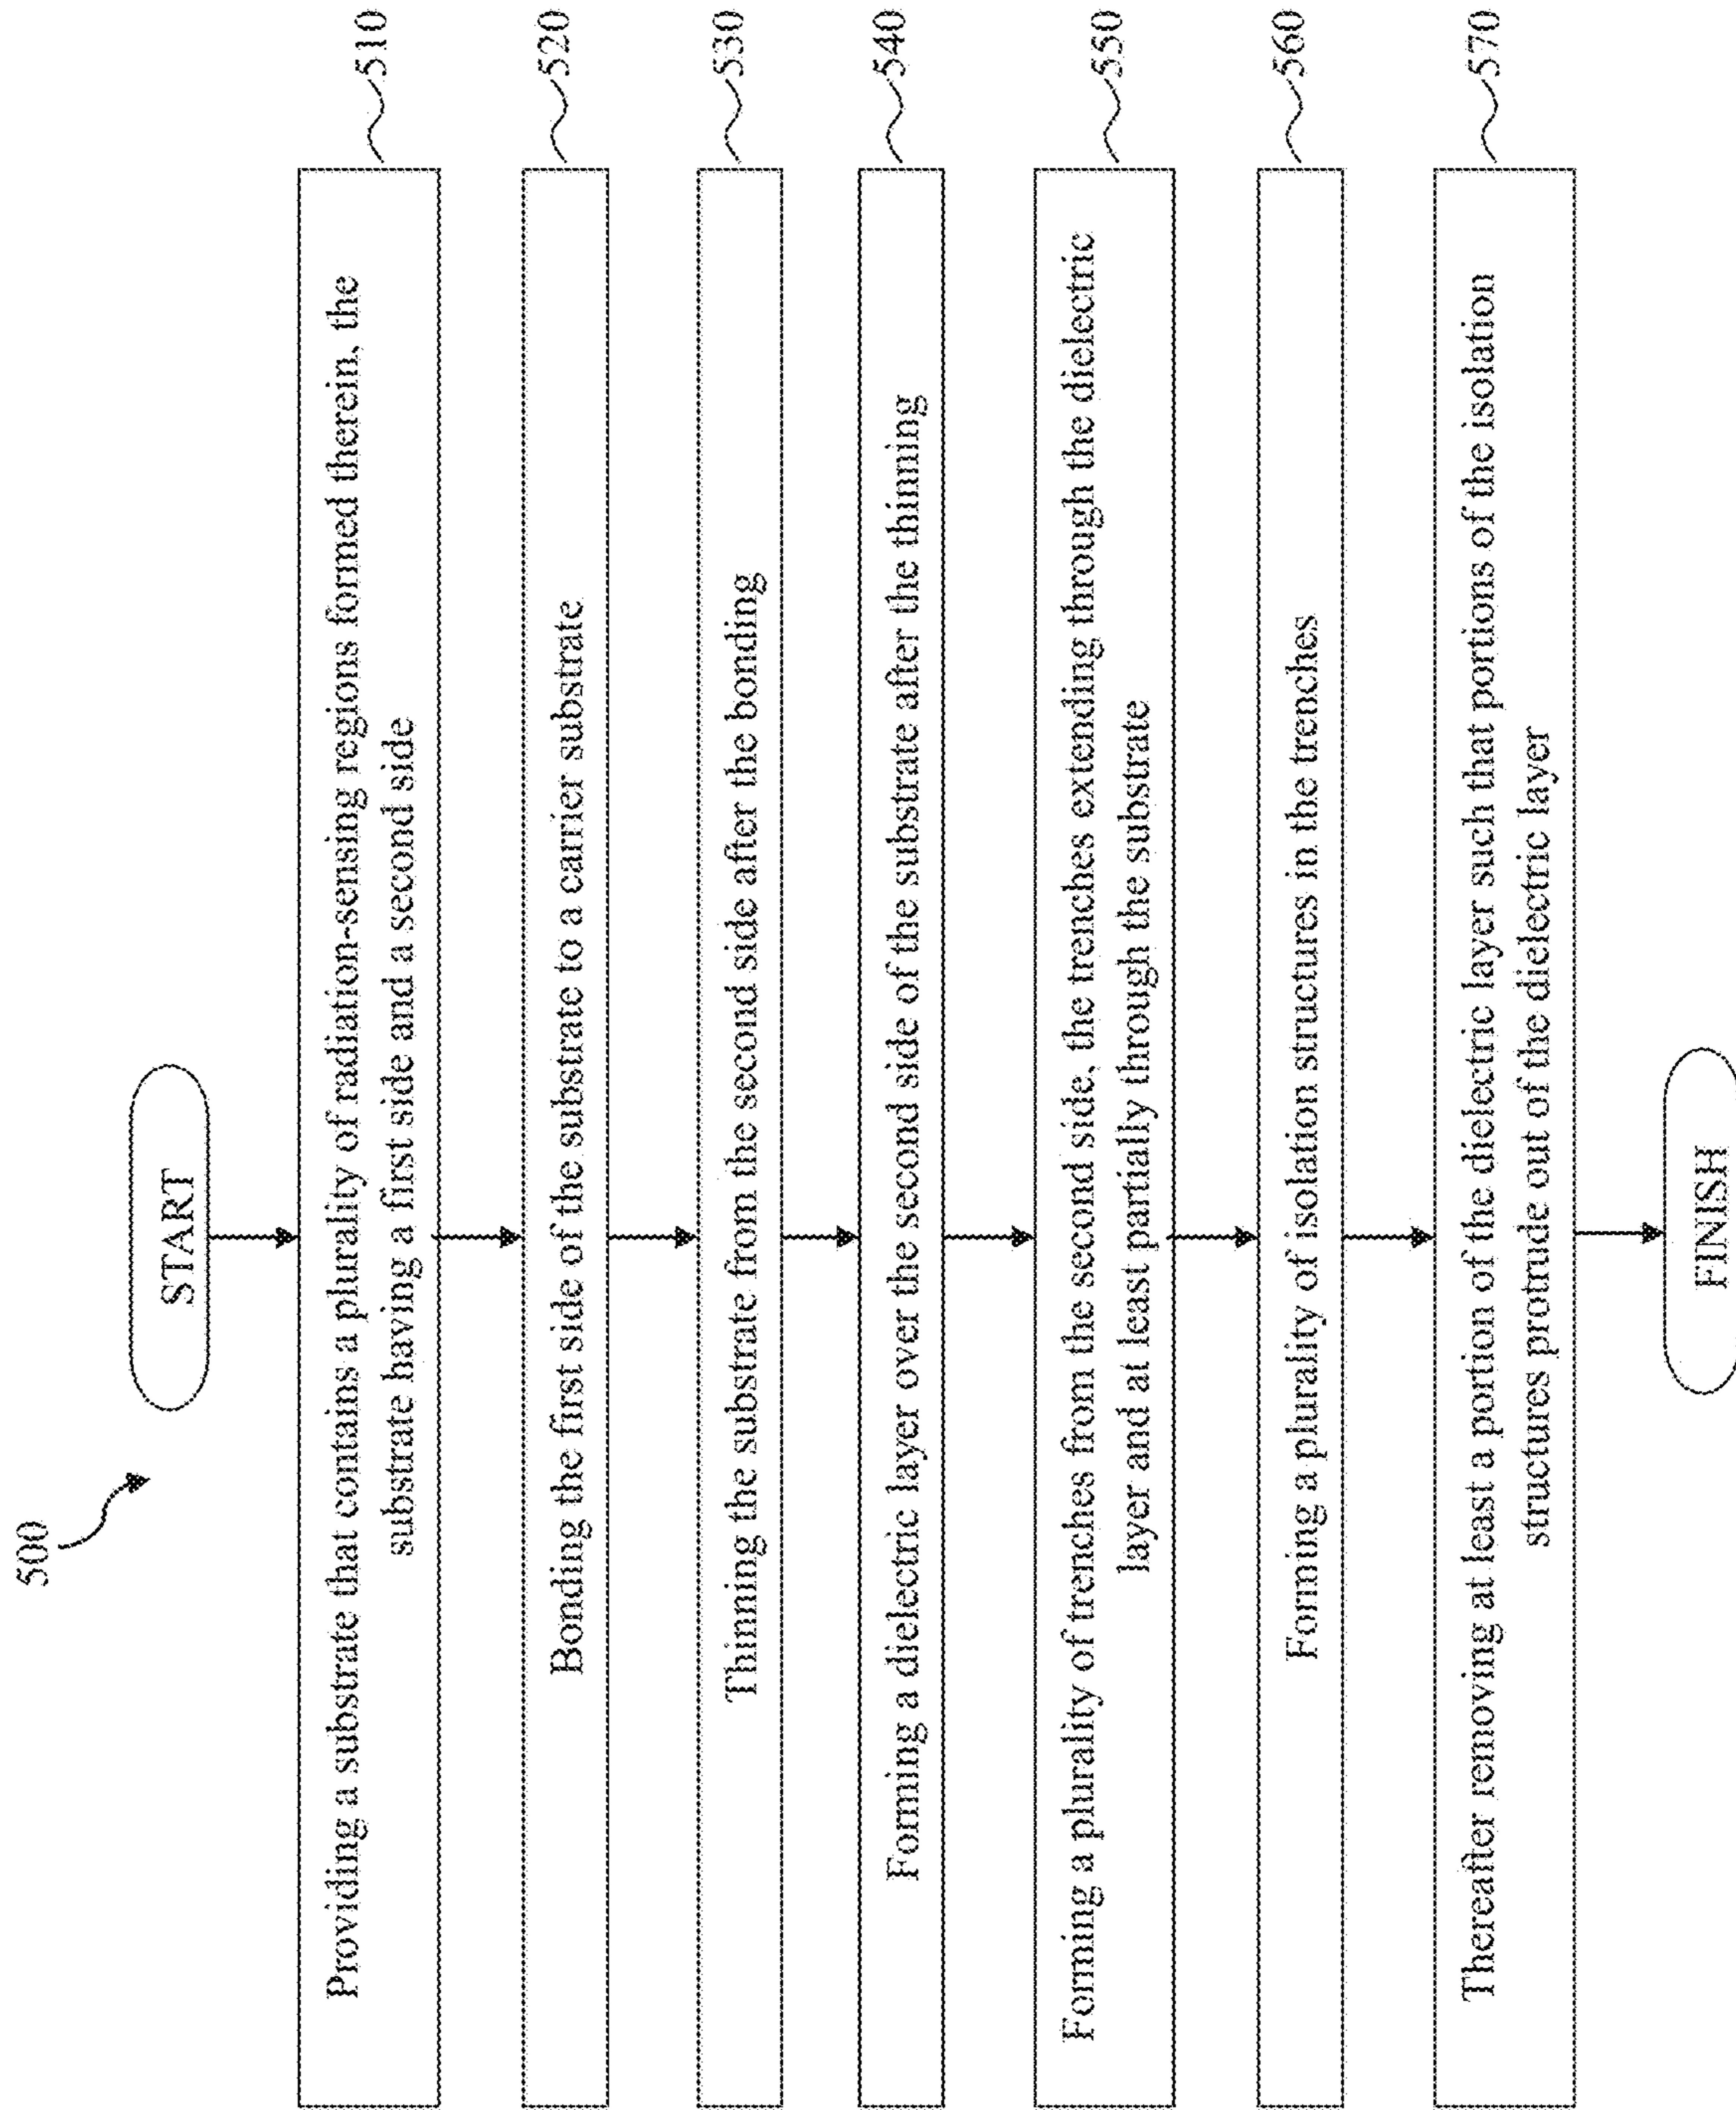 500
START
Providing a substrate that contains a plurality of radiation-sensing regions formed therein, the
substrate having a first side and a second side
510
Bonding the first side of the substrate to a carrier substrate
520
Thinning the substrate from the second side after the bonding
530
Forming a dielectric layer over the second side of the substrate after the thinning
540
Forming a plurality of trenches from the second side, the trenches extending through the dielectric
layer and at least partially through the substrate
550
Forming a plurality of isolation structures in the trenches
560
Thereafter removing at least a portion of the dielectric layer such that portions of the isolation
structures protrude out of the dielectric layer
570
FINISH